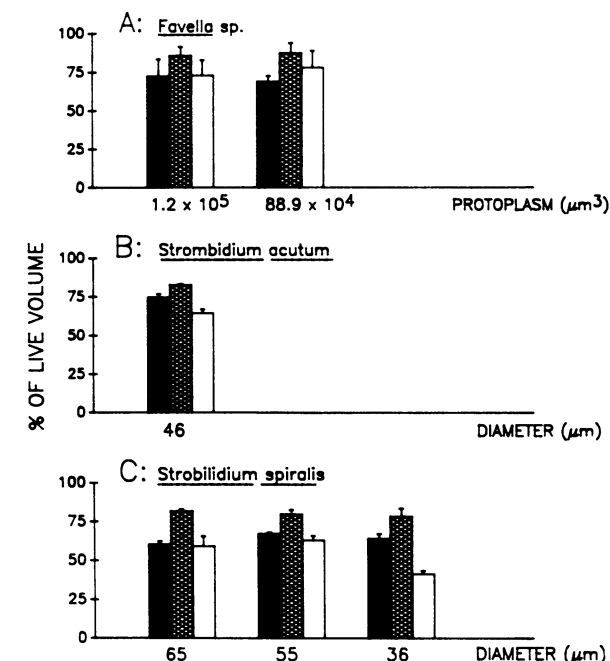 A: Favella sp.
100
75
50
25
0
1.2 x 10⁵ 88.9 x 10⁴ PROTOPLASM (μm³)
% OF LIVE VOLUME
B: Strombidium acutum
100
75
50
25
0
46 DIAMETER (μm)
C: Strobilidium spiralis
100
75
50
25
0
65 55 36 DIAMETER (μm)